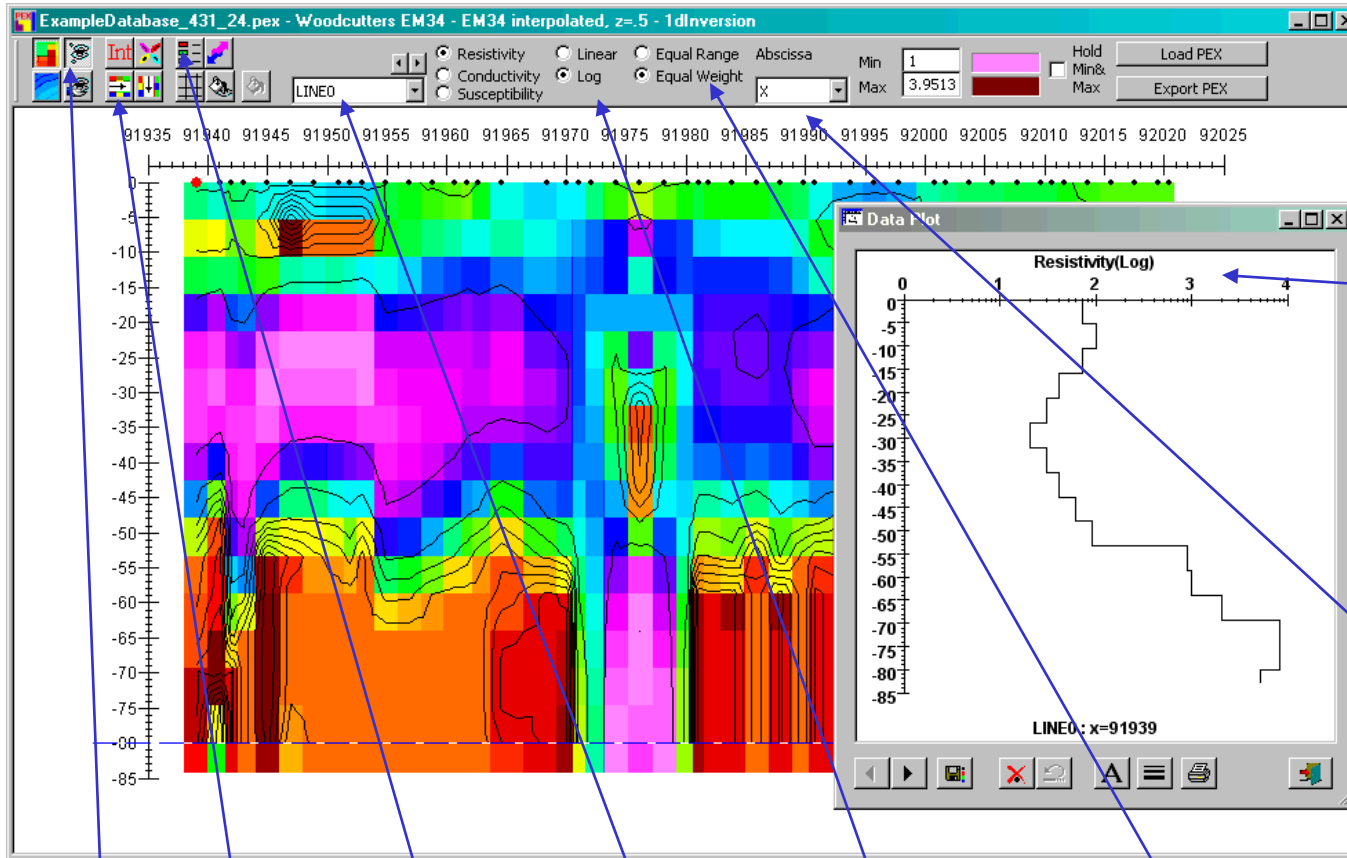 ExampleDatabase_431_24.pex - Woodcutters EM34 - EM34 interpolated, z=.5 - 1dInversion
Int
LINE0
Resistivity
Conductivity
Susceptibility
Linear
Log
Equal Range
Equal Weight
Abscissa
X
Min 1
Max 3.9513
Hold
Min&
Max
Load PEX
Export PEX
91935 91940 91945 91950 91955 91960 91965 91970 91975 91980 91985 91990 91995 92000 92005 92010 92015 92020 92025
0
-5
-10
-15
-20
-25
-30
-35
-40
-45
-50
-55
-60
-65
-70
-75
-80
-85
Data Plot
Resistivity(Log)
0 1 2 3 4
0
-5
-10
-15
-20
-25
-30
-35
-40
-45
-50
-55
-60
-65
-70
-75
-80
-85
LINE0 : x=91939
A